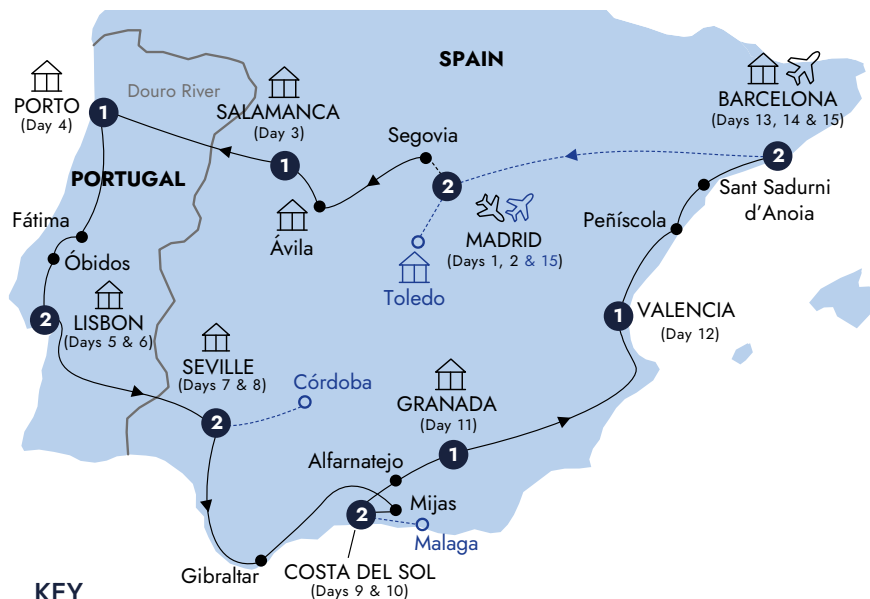 SPAIN
PORTO
(Day 4)
1
Douro River
SALAMANCA
(Day 3)
1
Segovia
BARCELONA
(Days 13, 14 & 15)
2
PORTUGAL
2
Sant Sadurni
d’Anoia
Ávila
MADRID
(Days 1, 2 & 15)
Peñíscola
Fátima
Óbidos
Toledo
2
LISBON
(Days 5 & 6)
1
VALENCIA
(Day 12)
SEVILLE
(Days 7 & 8)
2
Córdoba
GRANADA
(Day 11)
1
Alfarnatejo
Mijas
2
Malaga
Gibraltar
COSTA DEL SOL
(Days 9 & 10)
KEY